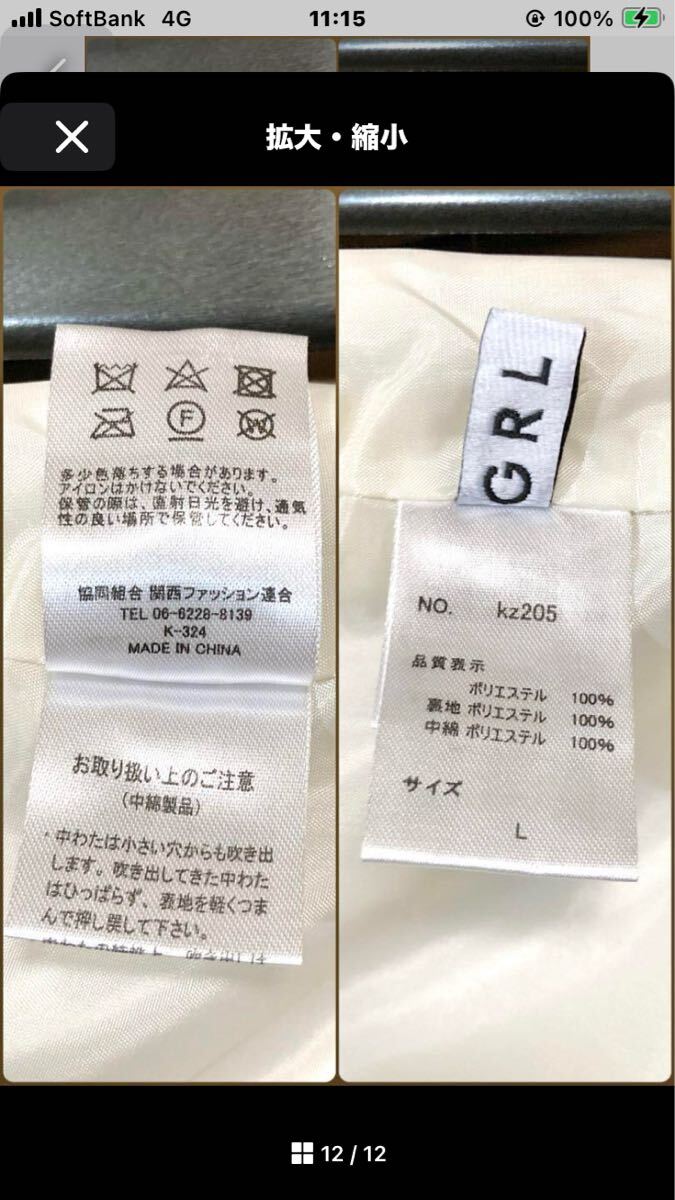 SoftBank 4G 11:15 100%
拡大・縮小
F
W
多少色落ちする場合があります。
アイロンはかけないでください。
保管の際は、直射日光を避け、通気
性の良い場所で保管してください。
協同組合 関西ファッション連合
TEL 06-6228-8139
K-324
MADE IN CHINA
お取り扱い上のご注意
(中綿製品)
・中わたは小さい穴からも吹き出
します。吹き出してきた中わた
はひっぱらず、表地を軽くつま
んで押し戻して下さい。
GRL
NO. kz205
品質表示
ポリエステル 100%
裏地 ポリエステル 100%
中綿 ポリエステル 100%
サイズ
L
12 / 12